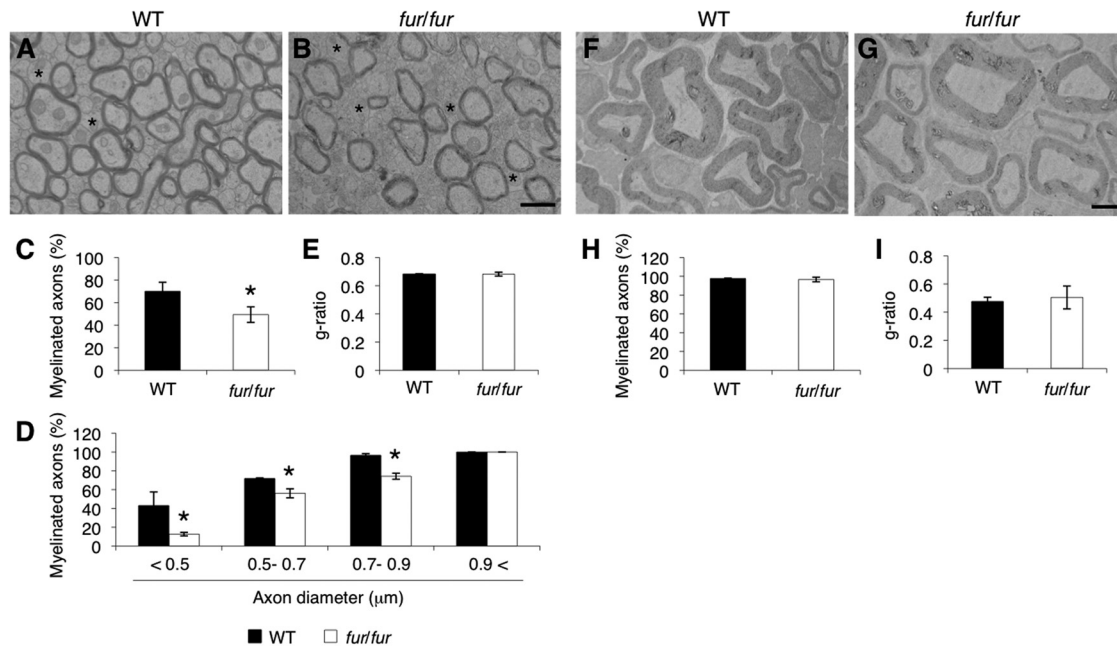 WT
fur/fur
WT
fur/fur
A
*
*
B
*
*
*
*
F
G
C
Myelinated axons (%)
100
80
60
40
20
0
*
WT
fur/fur
E
g-ratio
0.8
0.6
0.4
0.2
0
WT
fur/fur
H
Myelinated axons (%)
120
100
80
60
40
20
0
WT
fur/fur
I
g-ratio
0.8
0.6
0.4
0.2
0
WT
fur/fur
D
Myelinated axons (%)
120
100
80
60
40
20
0
*
*
*
< 0.5
0.5- 0.7
0.7- 0.9
0.9 <
Axon diameter (μm)
WT
fur/fur